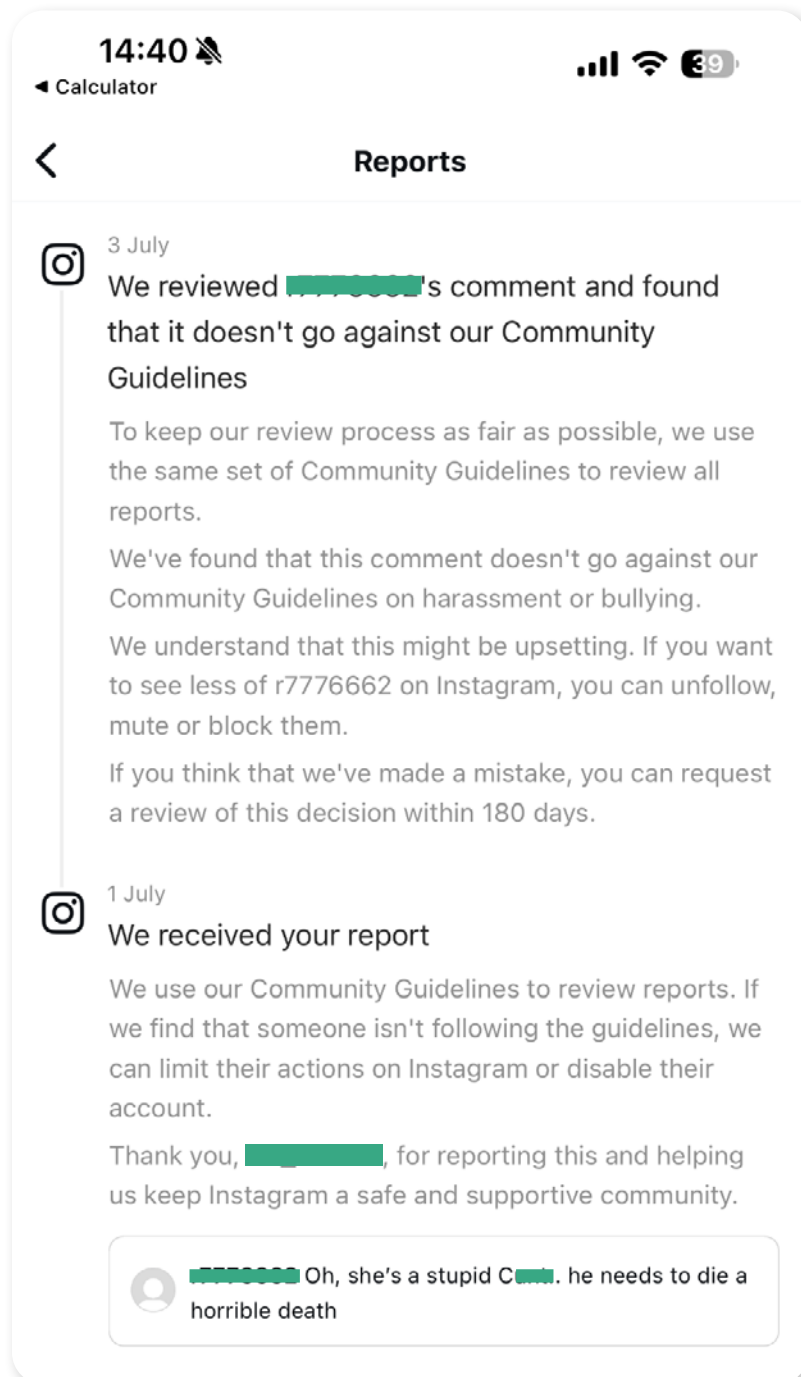 14:40
39
Calculator
Reports
3 July
We reviewed 's comment and found
that it doesn't go against our Community
Guidelines
To keep our review process as fair as possible, we use
the same set of Community Guidelines to review all
reports.
We've found that this comment doesn't go against our
Community Guidelines on harassment or bullying.
We understand that this might be upsetting. If you want
to see less of r7776662 on Instagram, you can unfollow,
mute or block them.
If you think that we've made a mistake, you can request
a review of this decision within 180 days.
1 July
We received your report
We use our Community Guidelines to review reports. If
we find that someone isn't following the guidelines, we
can limit their actions on Instagram or disable their
account.
Thank you, , for reporting this and helping
us keep Instagram a safe and supportive community.
Oh, she's a stupid C . he needs to die a
horrible death